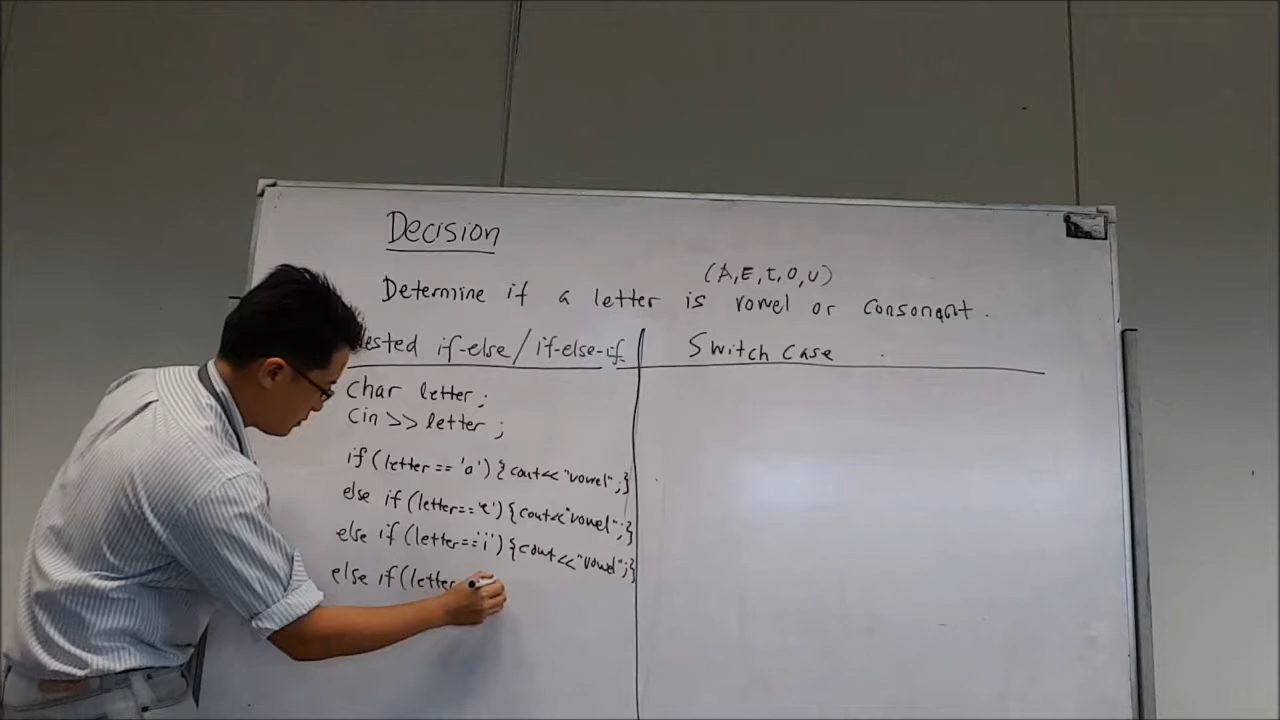 Decision
(A,E,I,O,U)
Determine if a letter is vowel or consonant.
if-else/if-else-if
char letter;
cin >> letter;
if (letter == 'a') {cout<<"vowel";}
else if (letter=='e') {cout<<"vowel";}
else if (letter=='i') {cout<<"vowel";}
else if (letter
Switch Case